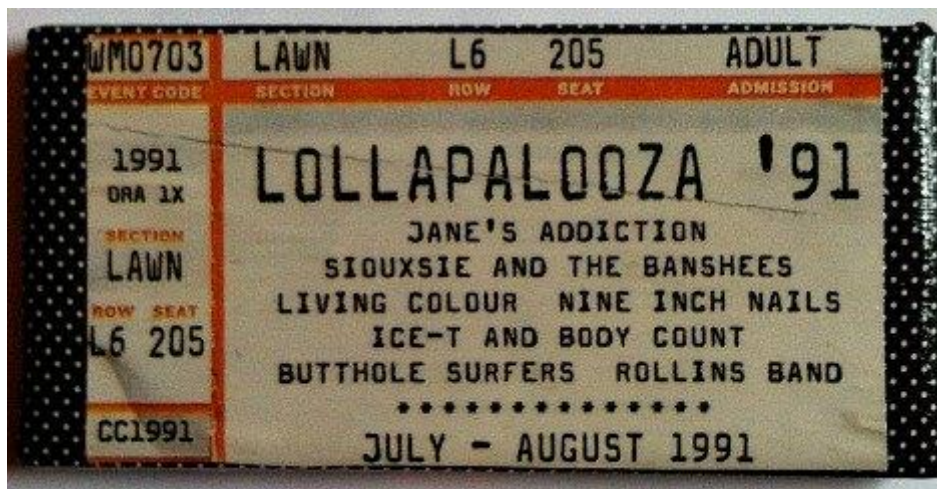 WM0703 LAWN L6 205 ADULT
EVENT CODE SECTION ROW SEAT ADMISSION
1991
DRA 1X
SECTION
LAWN
ROW SEAT
L6 205
CC1991
LOLLAPALOOZA '91
JANE'S ADDICTION
SIOUXSIE AND THE BANSHEES
LIVING COLOUR NINE INCH NAILS
ICE-T AND BODY COUNT
BUTTHOLE SURFERS ROLLINS BAND
JULY - AUGUST 1991